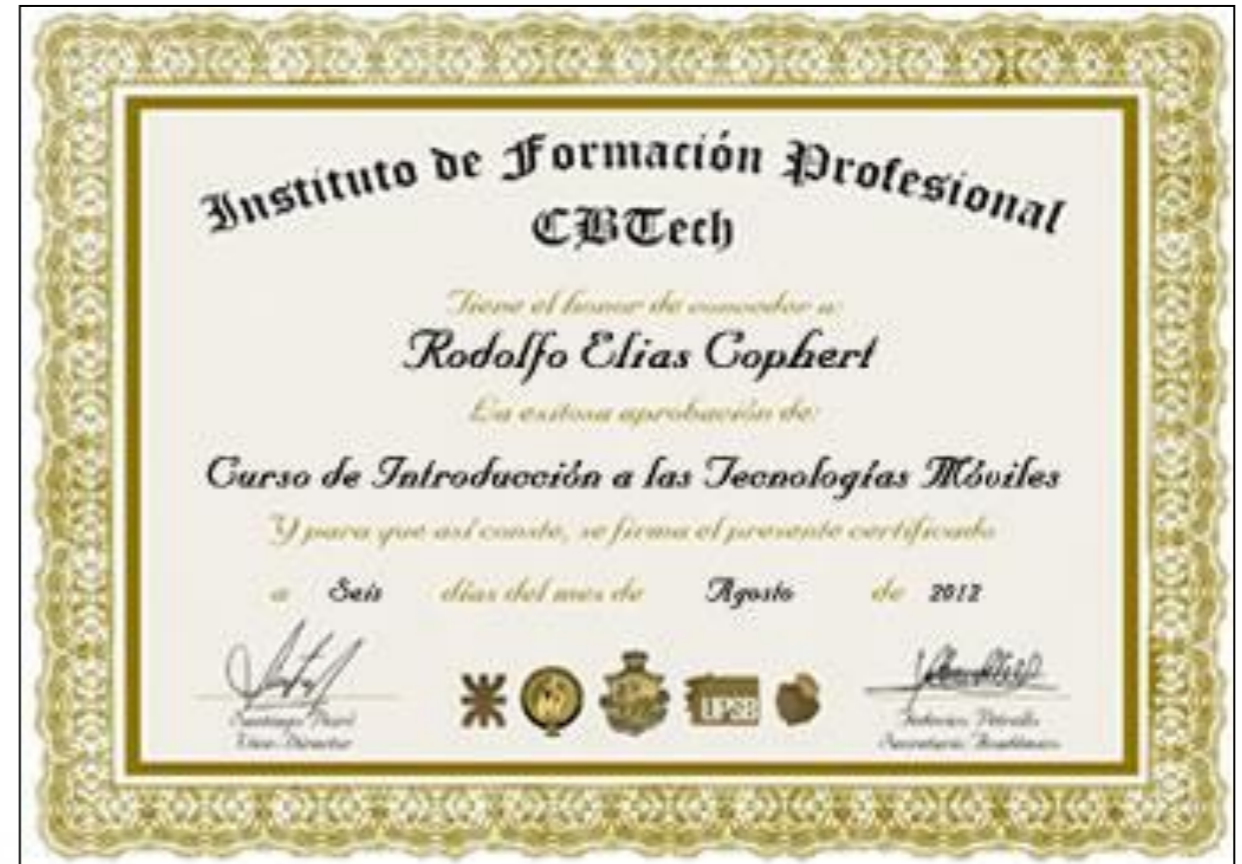 Instituto de Formación Profesional
CBTech
Tiene el honor de conceder a:
Rodolfo Elias Cophert
La exitosa aprobación de:
Curso de Introducción a las Tecnologías Móviles
Y para que así conste, se firma el presente certificado
a Seis días del mes de Agosto de 2012
UPSB
Santiago
Vice-Director
Secretario